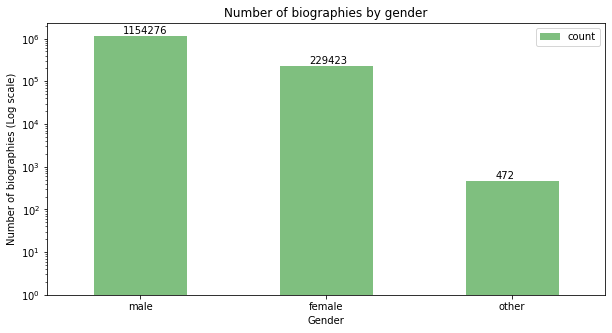 Number of biographies by gender
count
1154276
229423
472
10⁶
10⁵
10⁴
10³
10²
10¹
10⁰
Number of biographies (Log scale)
male
female
other
Gender